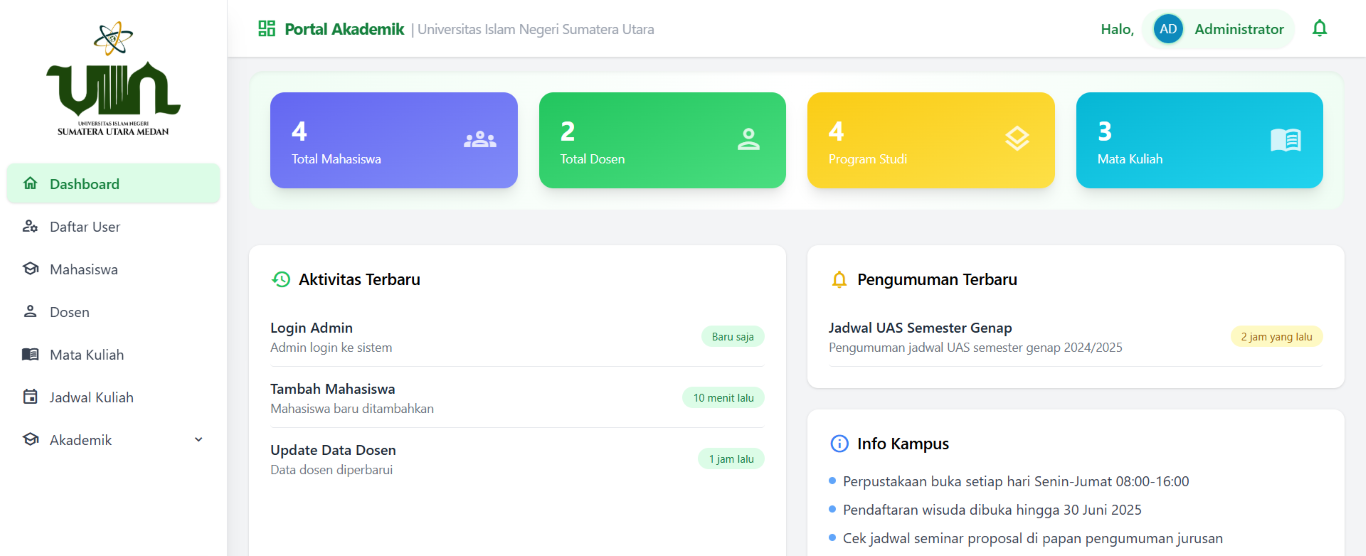 UIN
UNIVERSITAS ISLAM NEGERI
SUMATERA UTARA MEDAN
Dashboard
Daftar User
Mahasiswa
Dosen
Mata Kuliah
Jadwal Kuliah
Akademik
Portal Akademik | Universitas Islam Negeri Sumatera Utara
Halo, AD Administrator
4
Total Mahasiswa
2
Total Dosen
4
Program Studi
3
Mata Kuliah
Aktivitas Terbaru
Login Admin
Admin login ke sistem
Baru saja
Tambah Mahasiswa
Mahasiswa baru ditambahkan
10 menit lalu
Update Data Dosen
Data dosen diperbarui
1 jam lalu
Pengumuman Terbaru
Jadwal UAS Semester Genap
Pengumuman jadwal UAS semester genap 2024/2025
2 jam yang lalu
Info Kampus
Perpustakaan buka setiap hari Senin-Jumat 08:00-16:00
Pendaftaran wisuda dibuka hingga 30 Juni 2025
Cek jadwal seminar proposal di papan pengumuman jurusan